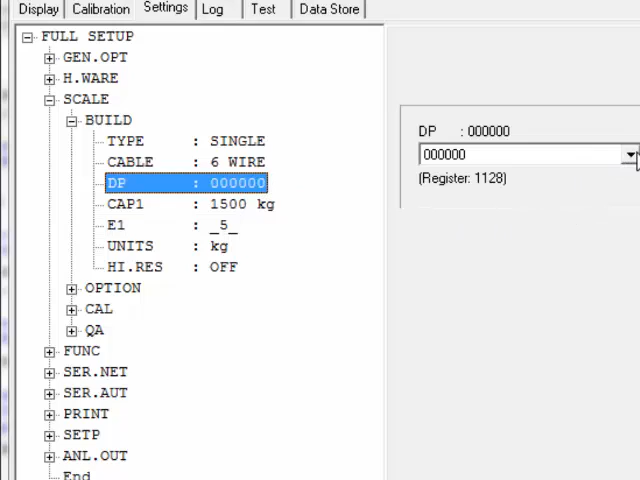 Display Calibration Settings Log Test Data Store
FULL SETUP
GEN.OPT
H.WARE
SCALE
BUILD
TYPE : SINGLE
CABLE : 6 WIRE
DP : 000000
CAP1 : 1500 kg
E1 : _5_
UNITS : kg
HI.RES : OFF
OPTION
CAL
QA
FUNC
SER.NET
SER.AUT
PRINT
SETP
ANL.OUT
End
DP : 000000
000000
(Register: 1128)